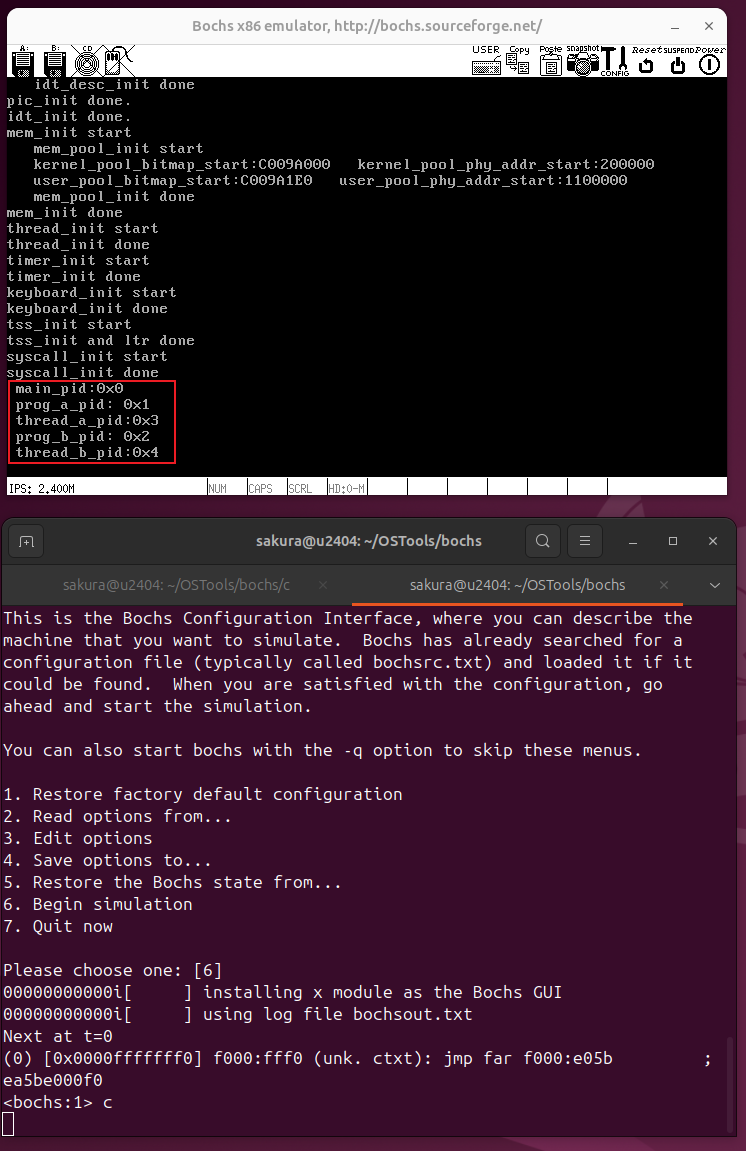 Bochs x86 emulator, http://bochs.sourceforge.net/
A: B: CD USER Copy Paste snapshot CONFIG Reset SUSPEND Power
idt_desc_init done
pic_init done.
idt_init done.
mem_init start
mem_pool_init start
kernel_pool_bitmap_start:C009A000 kernel_pool_phy_addr_start:200000
user_pool_bitmap_start:C009A1E0 user_pool_phy_addr_start:1100000
mem_pool_init done
mem_init done
thread_init start
thread_init done
timer_init start
timer_init done
keyboard_init start
keyboard_init done
tss_init start
tss_init and ltr done
syscall_init start
syscall_init done
main_pid:0x0
prog_a_pid: 0x1
thread_a_pid:0x3
prog_b_pid: 0x2
thread_b_pid:0x4
IPS: 2.400M NUM CAPS SCRL HD:0-M
sakura@u2404: ~/OSTools/bochs
sakura@u2404: ~/OSTools/bochs/c sakura@u2404: ~/OSTools/bochs
This is the Bochs Configuration Interface, where you can describe the
machine that you want to simulate.  Bochs has already searched for a
configuration file (typically called bochsrc.txt) and loaded it if it
could be found.  When you are satisfied with the configuration, go
ahead and start the simulation.
You can also start bochs with the -q option to skip these menus.
1. Restore factory default configuration
2. Read options from...
3. Edit options
4. Save options to...
5. Restore the Bochs state from...
6. Begin simulation
7. Quit now
Please choose one: [6]
00000000000i[      ] installing x module as the Bochs GUI
00000000000i[      ] using log file bochsout.txt
Next at t=0
(0) [0x0000fffffff0] f000:fff0 (unk. ctxt): jmp far f000:e05b ;
ea5be000f0
<bochs:1> c